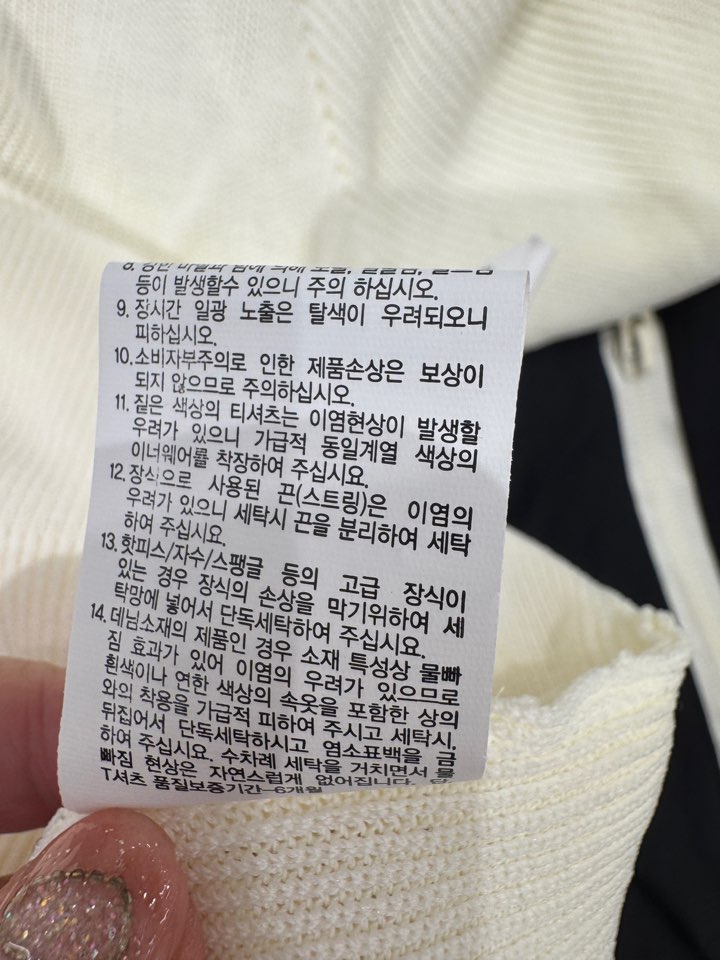 등이 발생할수 있으니 주의 하십시오.
9. 장시간 일광 노출은 탈색이 우려되오니
피하십시오.
10. 소비자부주의로 인한 제품손상은 보상이
되지 않으므로 주의하십시오.
11. 짙은 색상의 티셔츠는 이염현상이 발생할
우려가 있으니 가급적 동일계열 색상의
이너웨어를 착장하여 주십시요.
12. 장식으로 사용된 끈(스트링)은 이염의
우려가 있으니 세탁시 끈을 분리하여 세탁
하여 주십시요.
13. 핫피스/자수/스팽글 등의 고급 장식이
있는 경우 장식의 손상을 막기위하여 세
탁망에 넣어서 단독세탁하여 주십시요.
14. 데님소재의 제품인 경우 소재 특성상 물빠
짐 효과가 있어 이염의 우려가 있으므로
흰색이나 연한 색상의 속옷을 포함한 상의
와의 착용을 가급적 피하여 주시고 세탁시,
뒤집어서 단독세탁하시고 염소표백을 금
하여 주십시요. 수차례 세탁을 거치면서 물
빠짐 현상은 자연스럽게 없어집니다.
T셔츠 품질보증기간-6개월